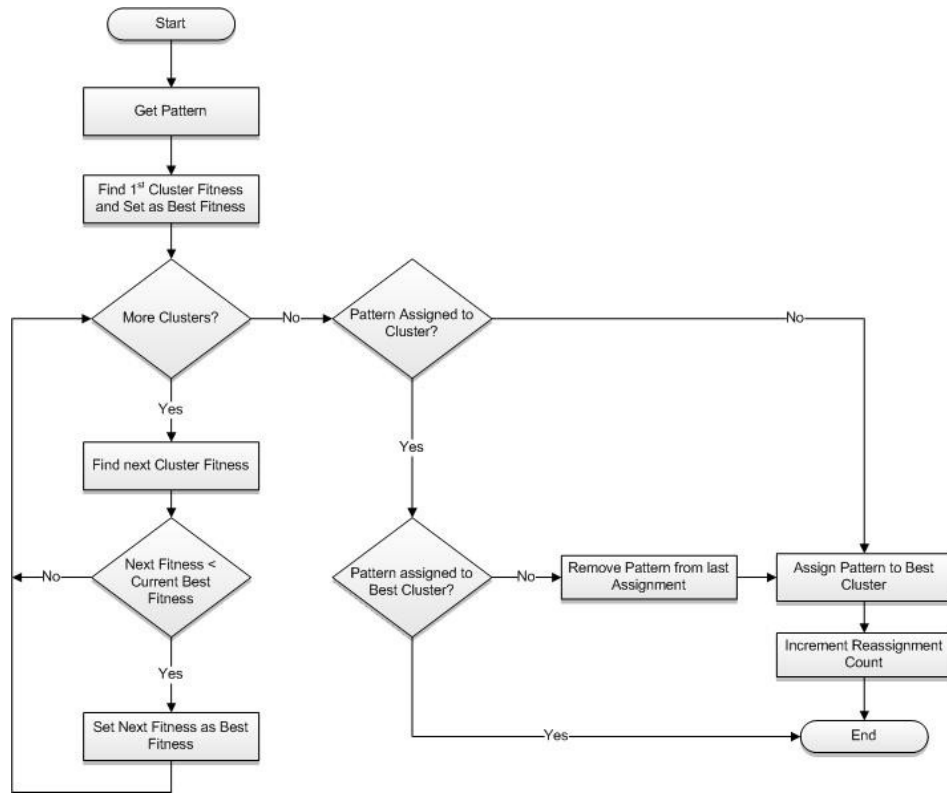 Start
Get Pattern
Find 1st Cluster Fitness
and Set as Best Fitness
More Clusters?
No
Pattern Assigned to
Cluster?
No
Yes
Find next Cluster Fitness
Yes
Next Fitness <
Current Best
Fitness
No
Pattern assigned to
Best Cluster?
No
Remove Pattern from last
Assignment
Assign Pattern to Best
Cluster
Increment Reassignment
Count
Yes
Set Next Fitness as Best
Fitness
Yes
End